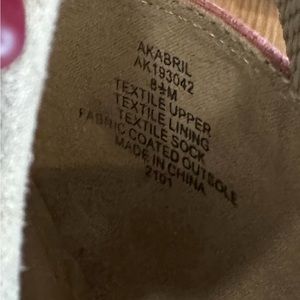 AKABRIL
AK193042
8½M
TEXTILE UPPER
TEXTILE LINING
TEXTILE SOCK
FABRIC COATED OUTSOLE
MADE IN CHINA
2101